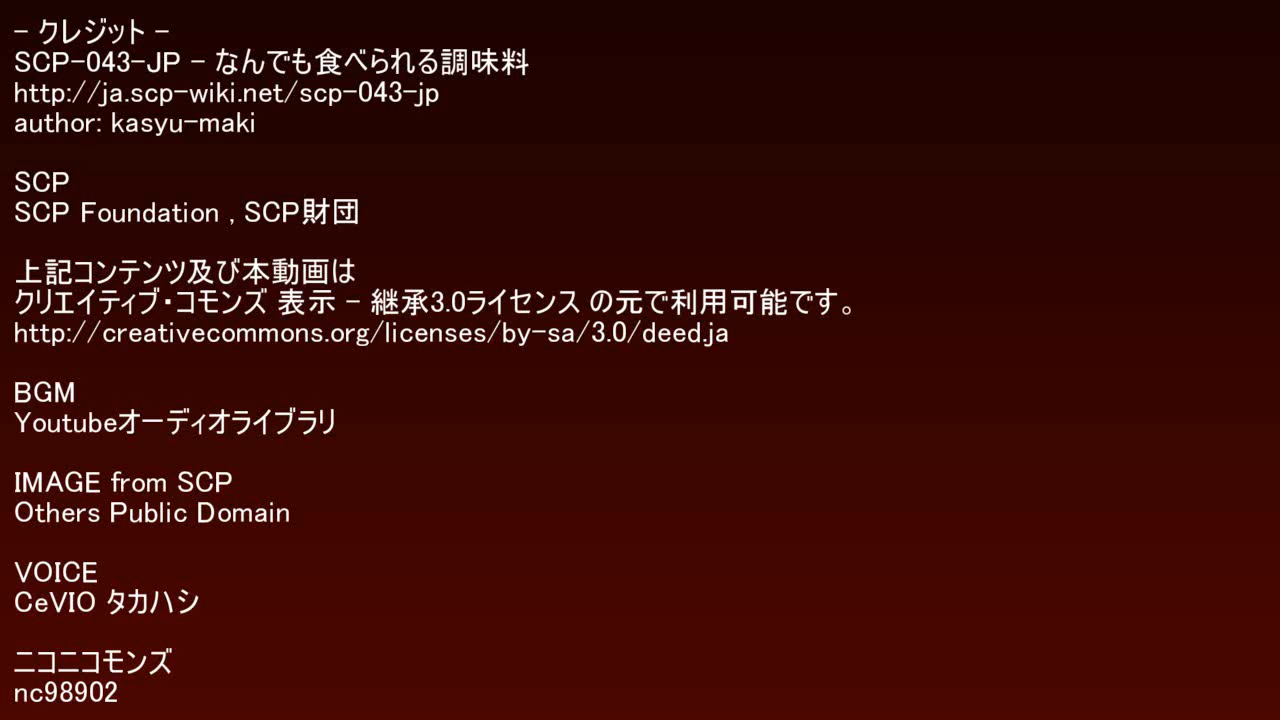 - クレジット -
SCP-043-JP - なんでも食べられる調味料
http://ja.scp-wiki.net/scp-043-jp
author: kasyu-maki
SCP
SCP Foundation , SCP財団
上記コンテンツ及び本動画は
クリエイティブ・コモンズ 表示 - 継承3.0ライセンス の元で利用可能です。
http://creativecommons.org/licenses/by-sa/3.0/deed.ja
BGM
Youtubeオーディオライブラリ
IMAGE from SCP
Others Public Domain
VOICE
CeVIO タカハシ
ニコニコモンズ
nc98902